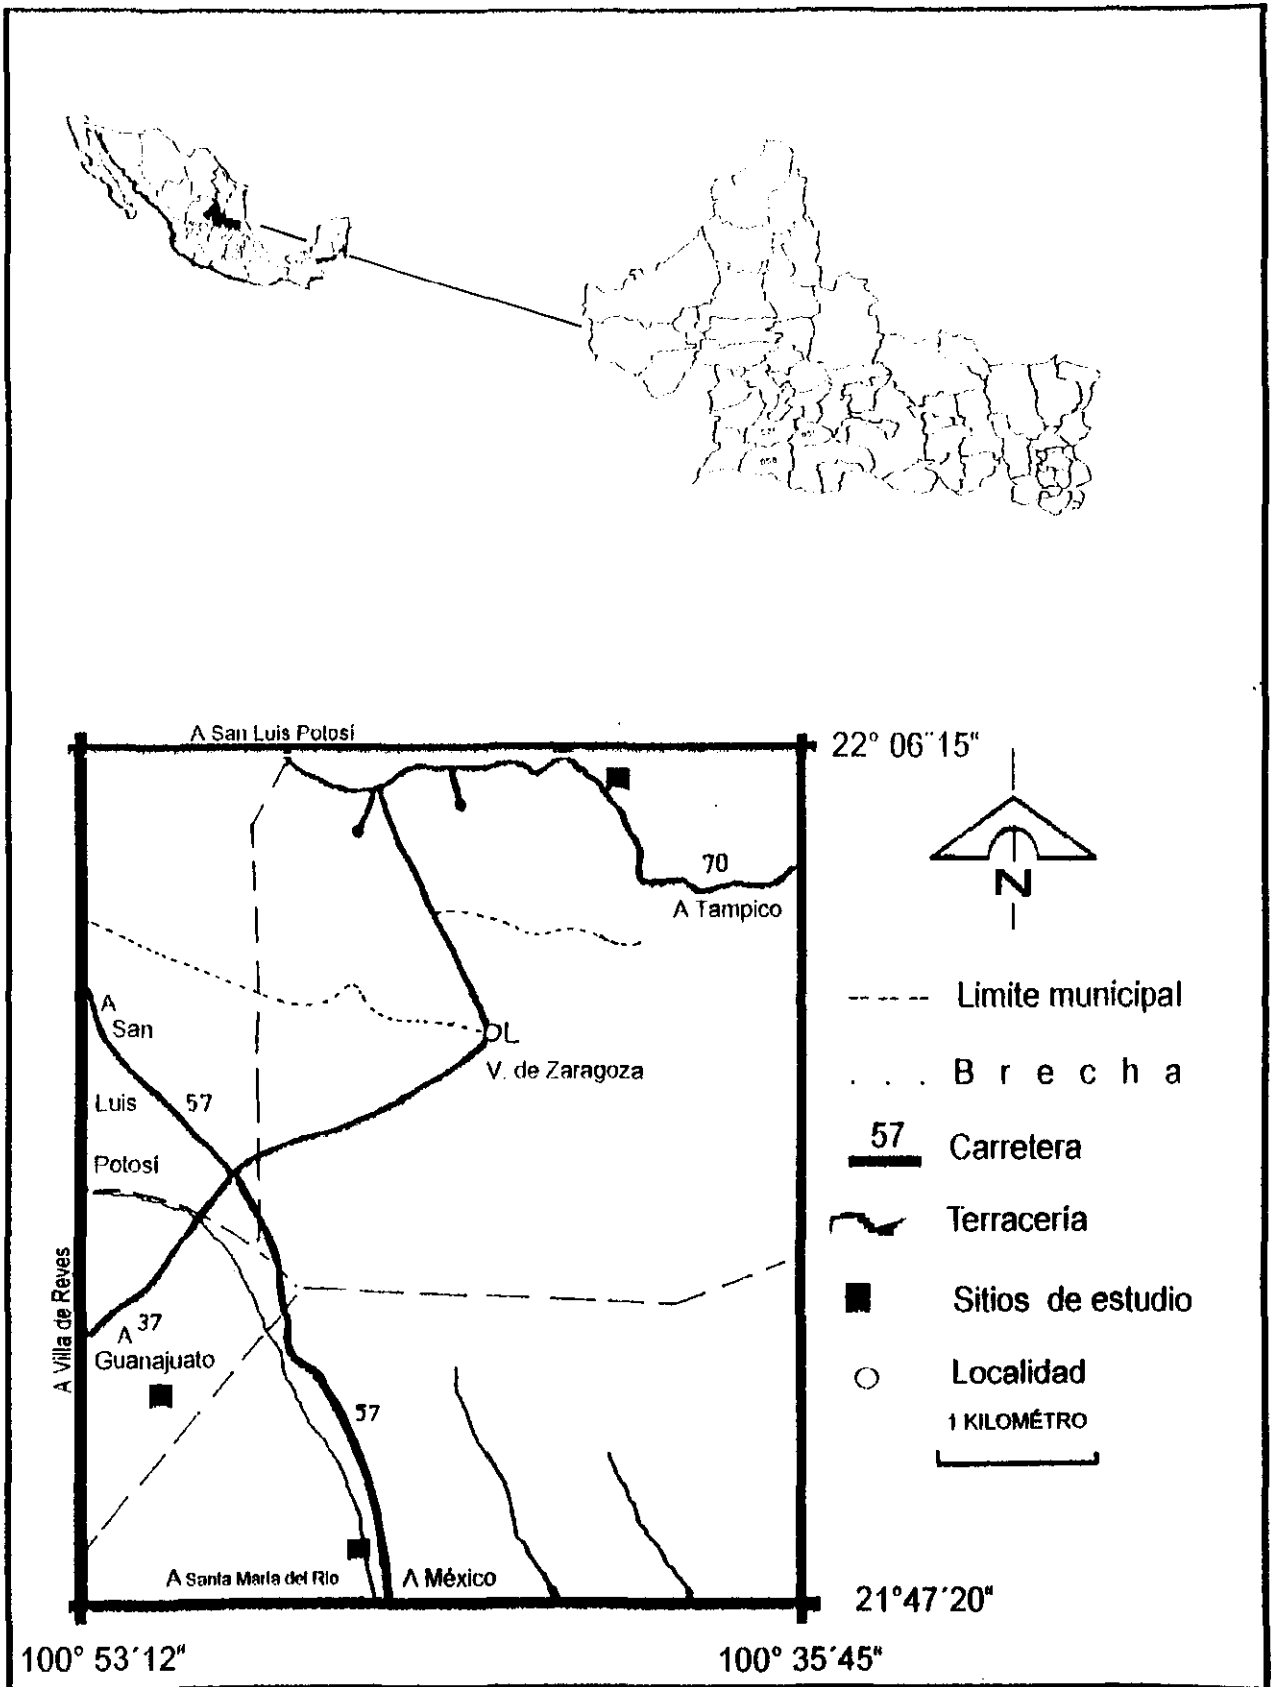 A San Luis Potosí
22° 06¨15"
70
A Tampico
N
A
San
Luis
57
Potosí
OL
V. de Zaragoza
A Villa de Reyes
A 37
Guanajuato
57
A Santa María del Rio
A México
21°47´20"
100° 53´12"
100° 35´45"
Limite municipal
Brecha
57
Carretera
Terracería
Sitios de estudio
Localidad
1 KILOMÉTRO